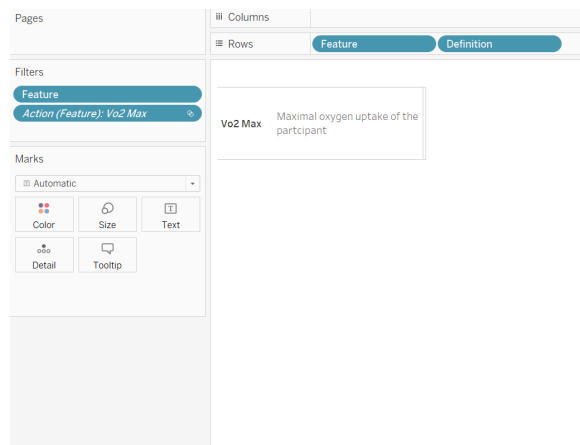 Pages
Columns
Rows
Feature
Definition
Filters
Feature
Action (Feature): Vo2 Max
Vo2 Max
Maximal oxygen uptake of the
partcipant
Marks
Automatic
Color
Size
T
Text
Detail
Tooltip